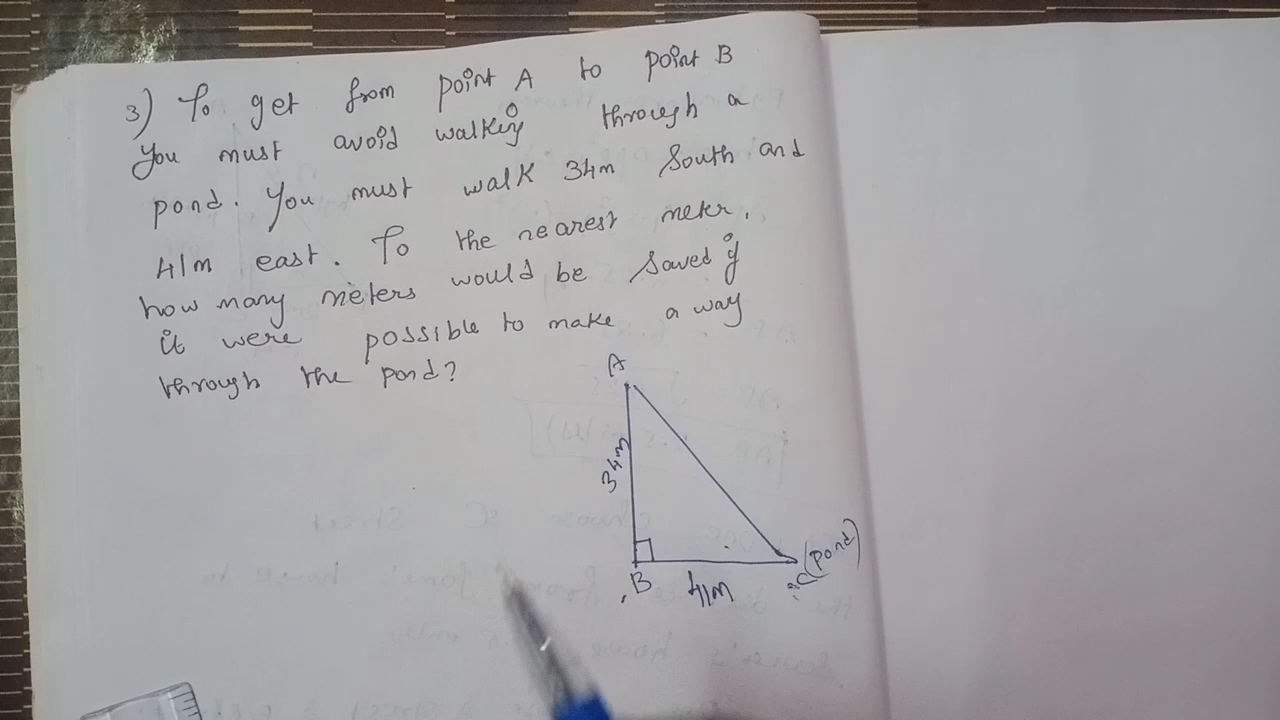 3) To get from point A to point B
you must avoid walking through a
pond. You must walk 34m South and
41m east. To the nearest meter,
how many meters would be saved if
it were possible to make a way
through the pond?
A
34m
B
41m
C(pond)